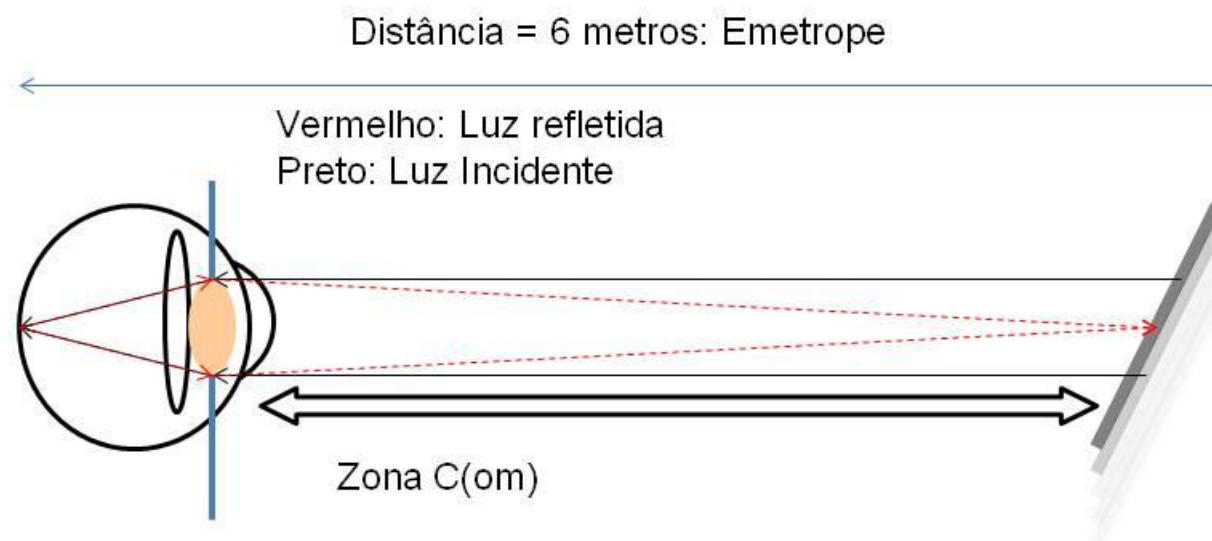 Distância = 6 metros: Emetrope
Vermelho: Luz refletida
Preto: Luz Incidente
Zona C(om)